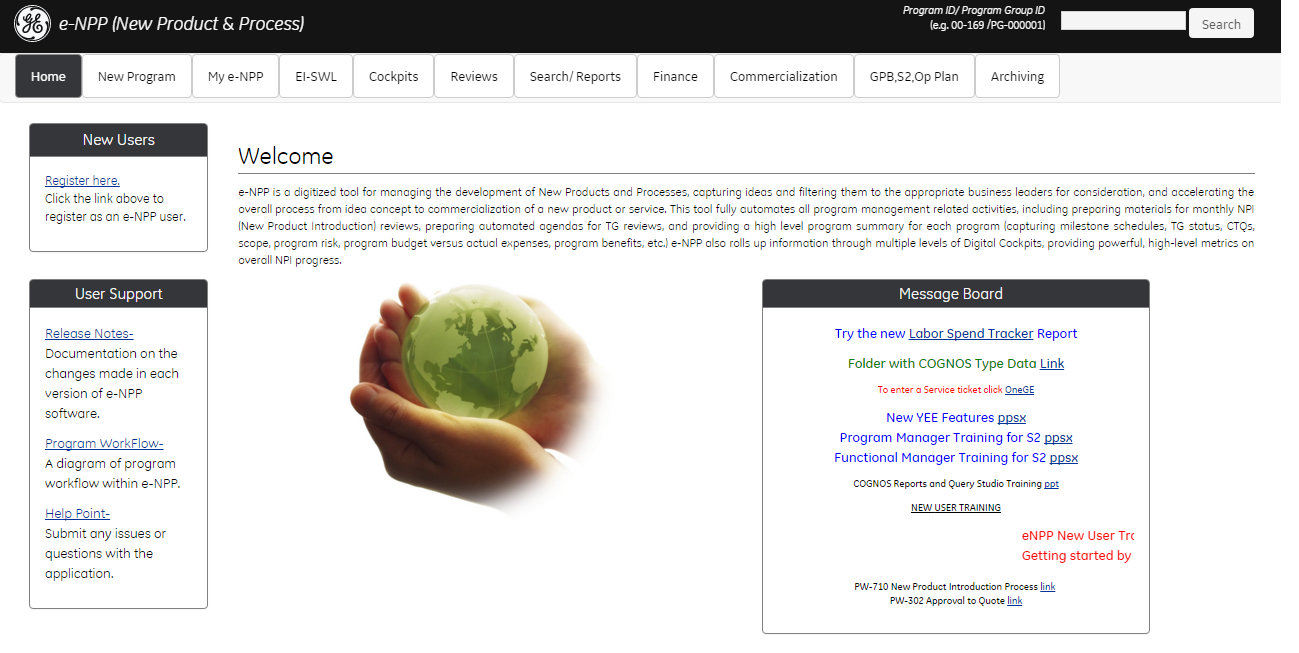 e-NPP (New Product & Process)
Program ID/ Program Group ID
(e.g. 00-169 /PG-000001)
Search
Home
New Program
My e-NPP
EI-SWL
Cockpits
Reviews
Search/ Reports
Finance
Commercialization
GPB,S2,Op Plan
Archiving
New Users
Register here.
Click the link above to
register as an e-NPP user.
User Support
Release Notes-
Documentation on the
changes made in each
version of e-NPP
software.
Program WorkFlow-
A diagram of program
workflow within e-NPP.
Help Point-
Submit any issues or
questions with the
application.
Welcome
e-NPP is a digitized tool for managing the development of New Products and Processes, capturing ideas and filtering them to the appropriate business leaders for consideration, and accelerating the
overall process from idea concept to commercialization of a new product or service. This tool fully automates all program management related activities, including preparing materials for monthly NPI
(New Product Introduction) reviews, preparing automated agendas for TG reviews, and providing a high level program summary for each program (capturing milestone schedules, TG status, CTQs,
scope, program risk, program budget versus actual expenses, program benefits, etc.) e-NPP also rolls up information through multiple levels of Digital Cockpits, providing powerful, high-level metrics on
overall NPI progress.
Message Board
Try the new Labor Spend Tracker Report
Folder with COGNOS Type Data Link
To enter a Service ticket click OneGE
New YEE Features ppsx
Program Manager Training for S2 ppsx
Functional Manager Training for S2 ppsx
COGNOS Reports and Query Studio Training ppt
NEW USER TRAINING
eNPP New User
Getting started by
PW-710 New Product Introduction Process link
PW-302 Approval to Quote link